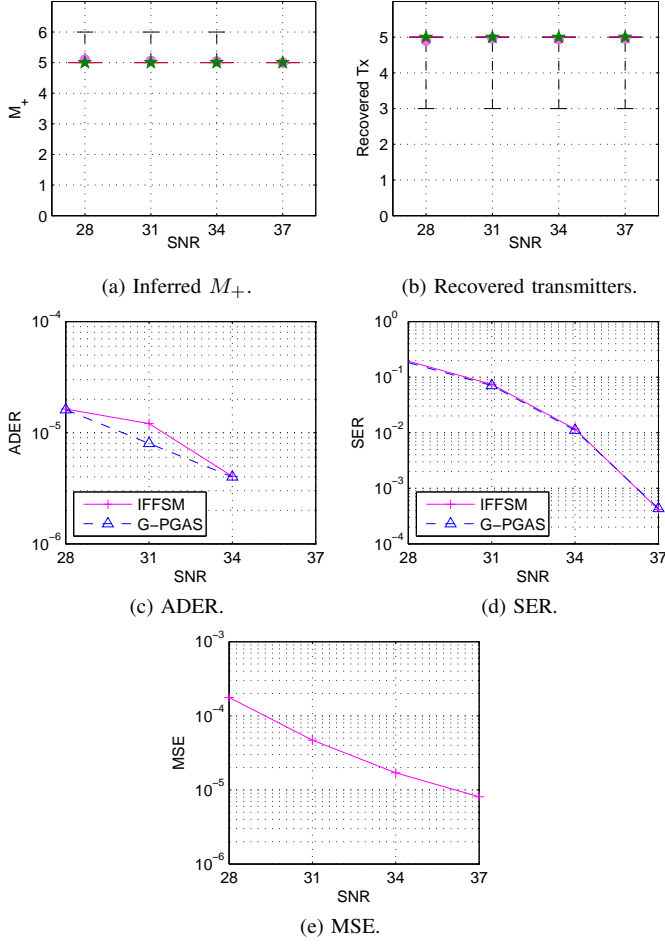 6
5
4
3
2
1
0
M+
28 31 34 37
SNR
(a) Inferred M+.
5
4
3
2
1
0
Recovered Tx
28 31 34 37
SNR
(b) Recovered transmitters.
10−4
10−5
10−6
ADER
IFFSM
G−PGAS
28 31 34 37
SNR
(c) ADER.
100
10−1
10−2
10−3
10−4
SER
IFFSM
G−PGAS
28 31 34 37
SNR
(d) SER.
10−3
10−4
10−5
10−6
MSE
28 31 34 37
SNR
(e) MSE.